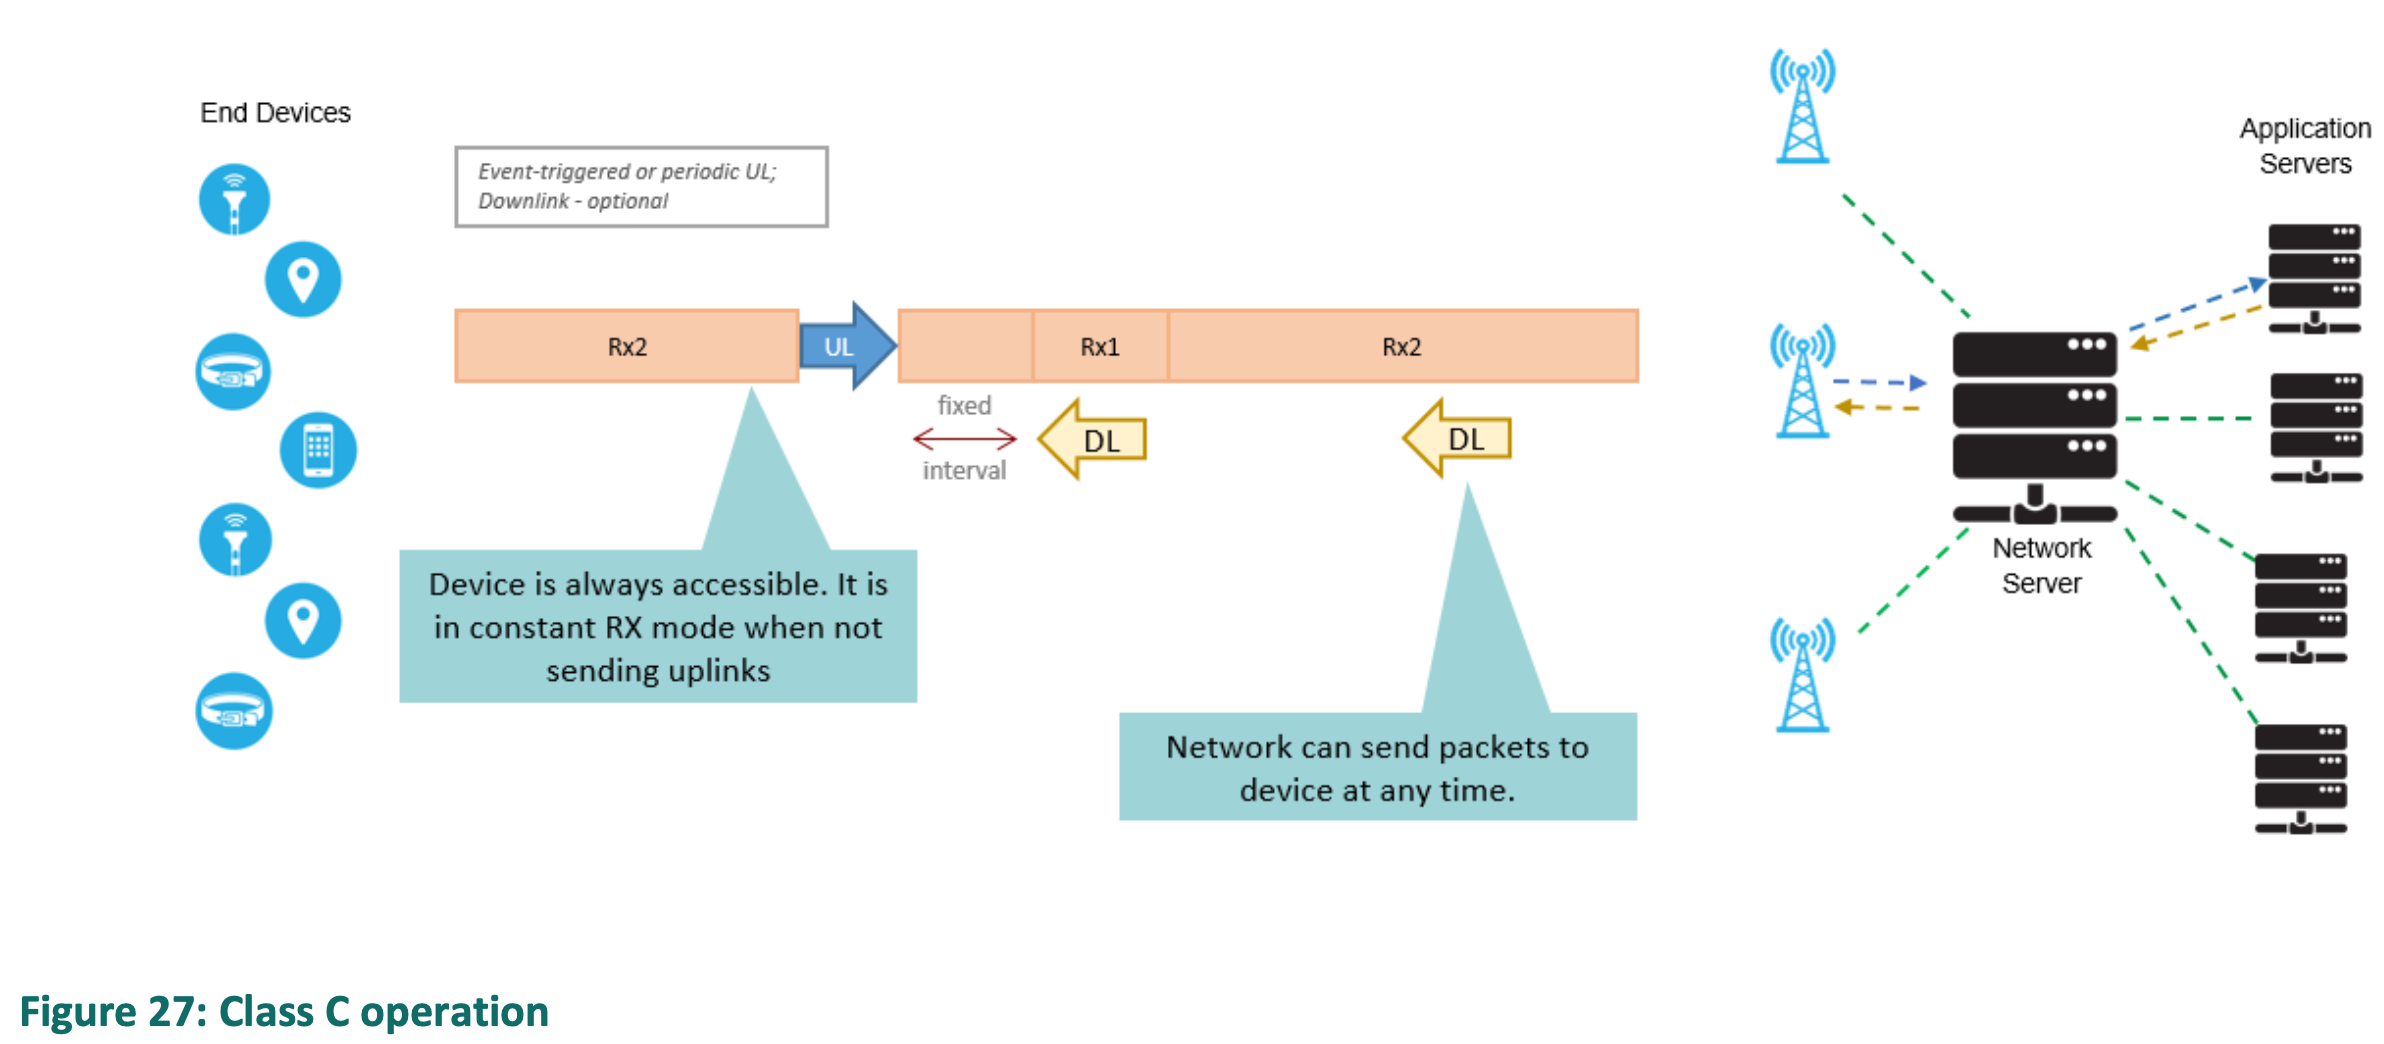 End Devices
Event-triggered or periodic UL;
Downlink - optional
Application
Servers
Rx2
UL
Rx1
Rx2
fixed
interval
DL
DL
Network
Server
Device is always accessible. It is
in constant RX mode when not
sending uplinks
Network can send packets to
device at any time.
Figure 27: Class C operation